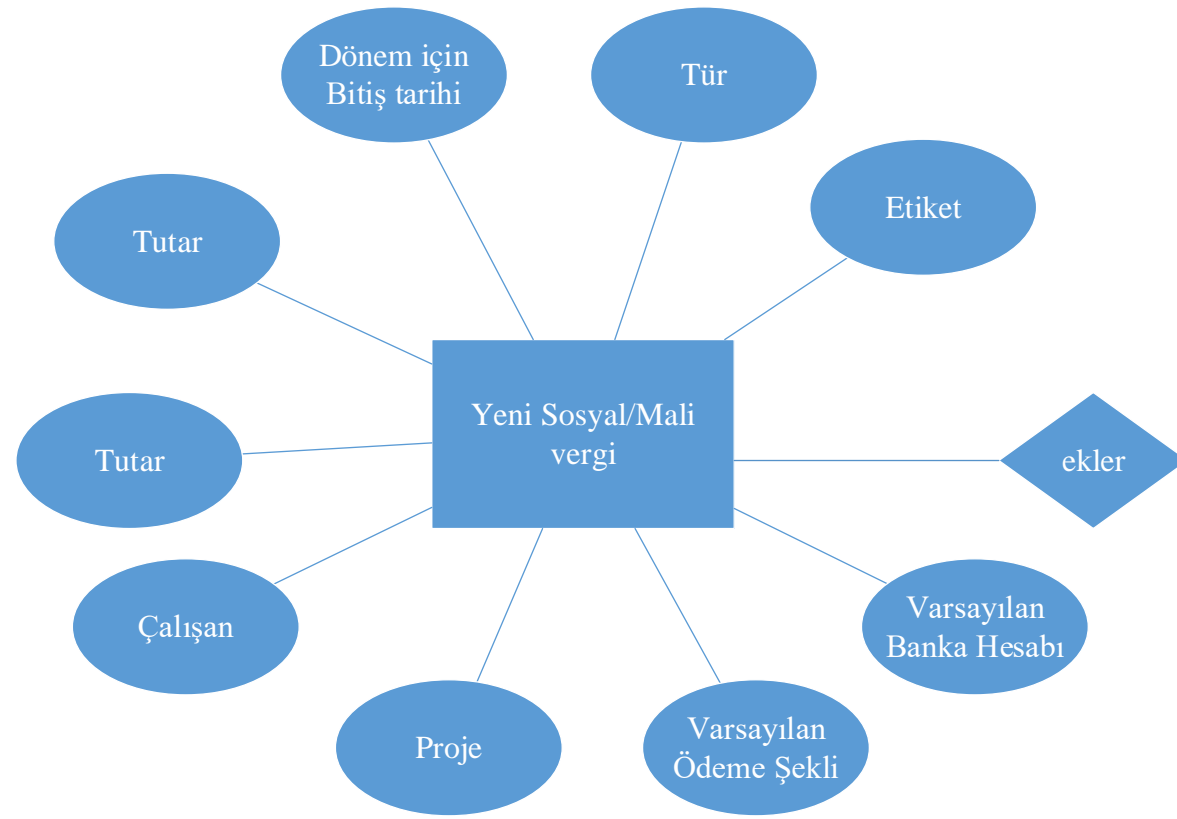 Dönem için
Bitiş tarihi
Tür
Etiket
Tutar
Yeni Sosyal/Mali
vergi
Tutar
ekler
Çalışan
Varsayılan
Banka Hesabı
Proje
Varsayılan
Ödeme Şekli